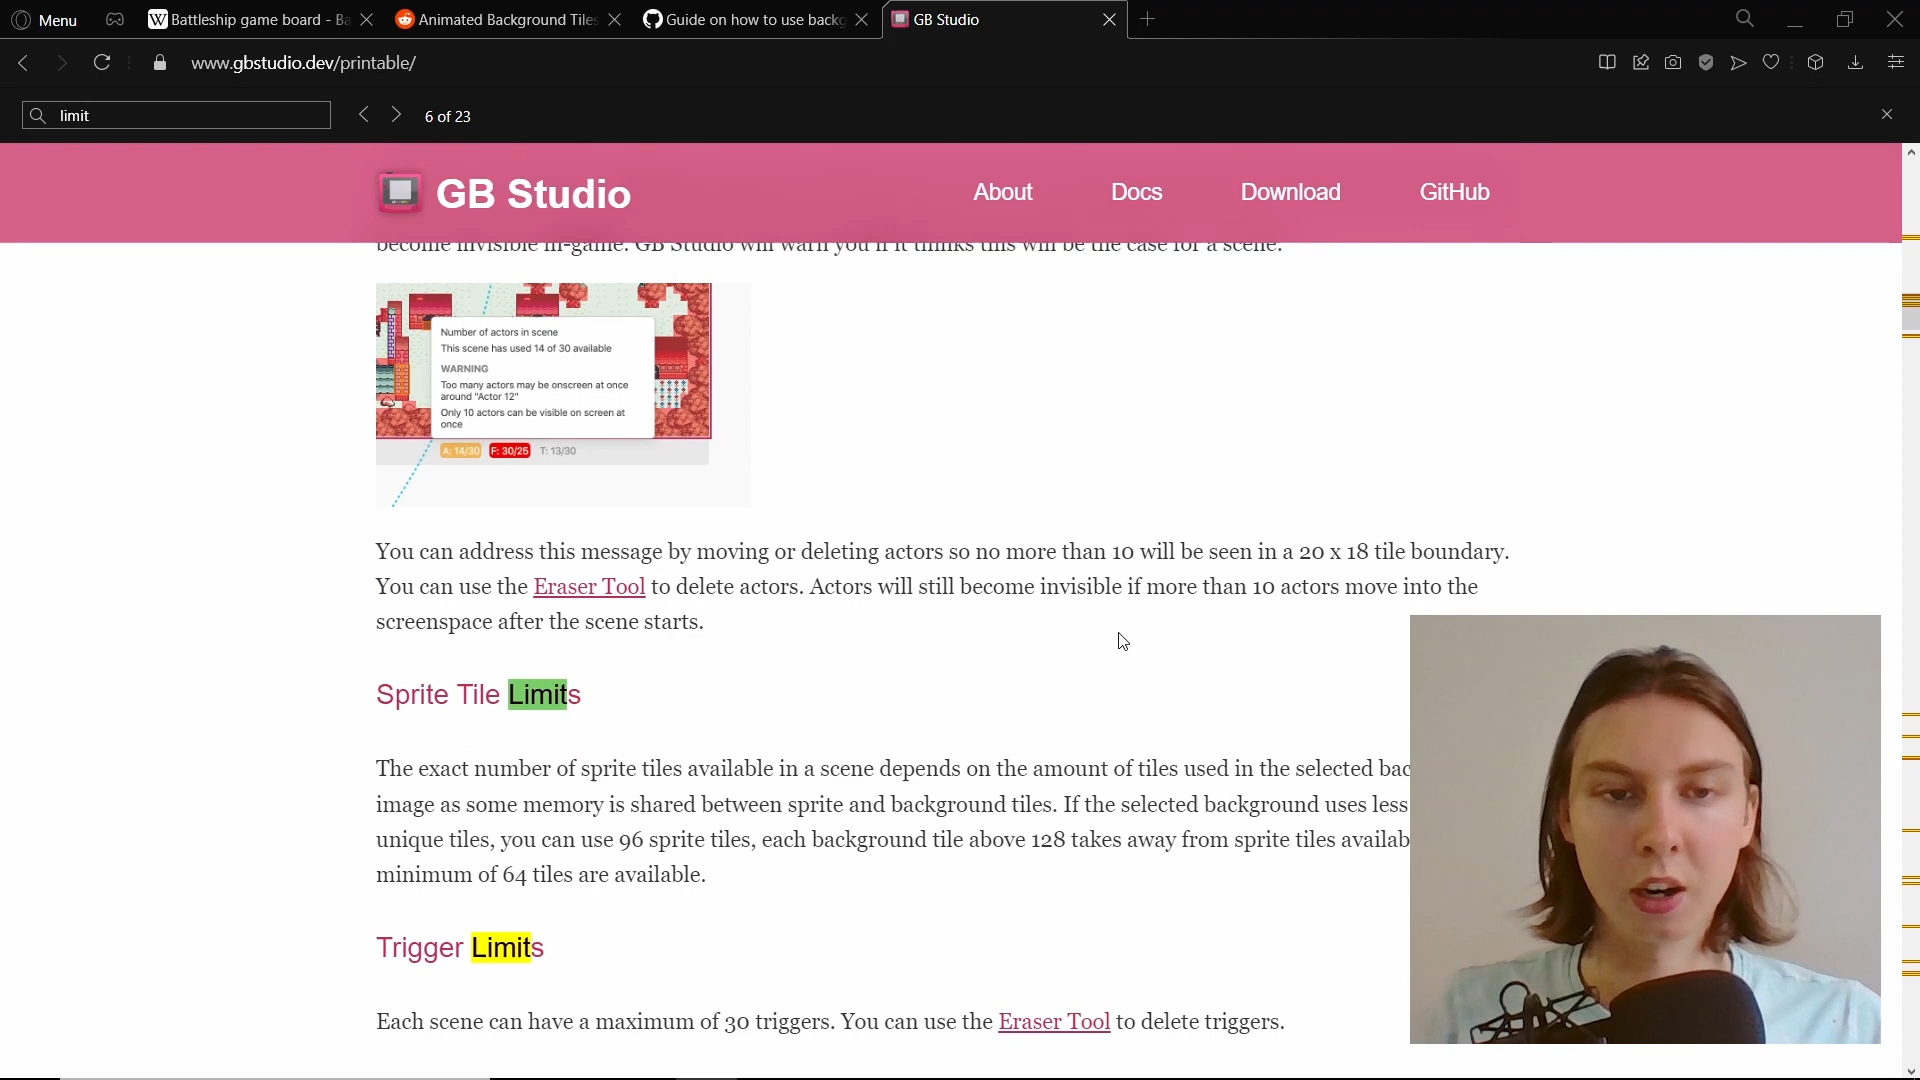 Menu
Battleship game board - Ba
Animated Background Tiles
Guide on how to use backg
GB Studio
www.gbstudio.dev/printable/
limit
6 of 23
GB Studio
About
Docs
Download
GitHub
become invisible in-game. GB Studio will warn you if it thinks this will be the case for a scene.
Number of actors in scene
This scene has used 14 of 30 available
WARNING
Too many actors may be onscreen at once
around "Actor 12"
Only 10 actors can be visible on screen at
once
A: 14/30 F: 30/25 T: 13/30
You can address this message by moving or deleting actors so no more than 10 will be seen in a 20 x 18 tile boundary.
You can use the Eraser Tool to delete actors. Actors will still become invisible if more than 10 actors move into the
screenspace after the scene starts.
Sprite Tile Limits
The exact number of sprite tiles available in a scene depends on the amount of tiles used in the selected bac
image as some memory is shared between sprite and background tiles. If the selected background uses less
unique tiles, you can use 96 sprite tiles, each background tile above 128 takes away from sprite tiles availab
minimum of 64 tiles are available.
Trigger Limits
Each scene can have a maximum of 30 triggers. You can use the Eraser Tool to delete triggers.